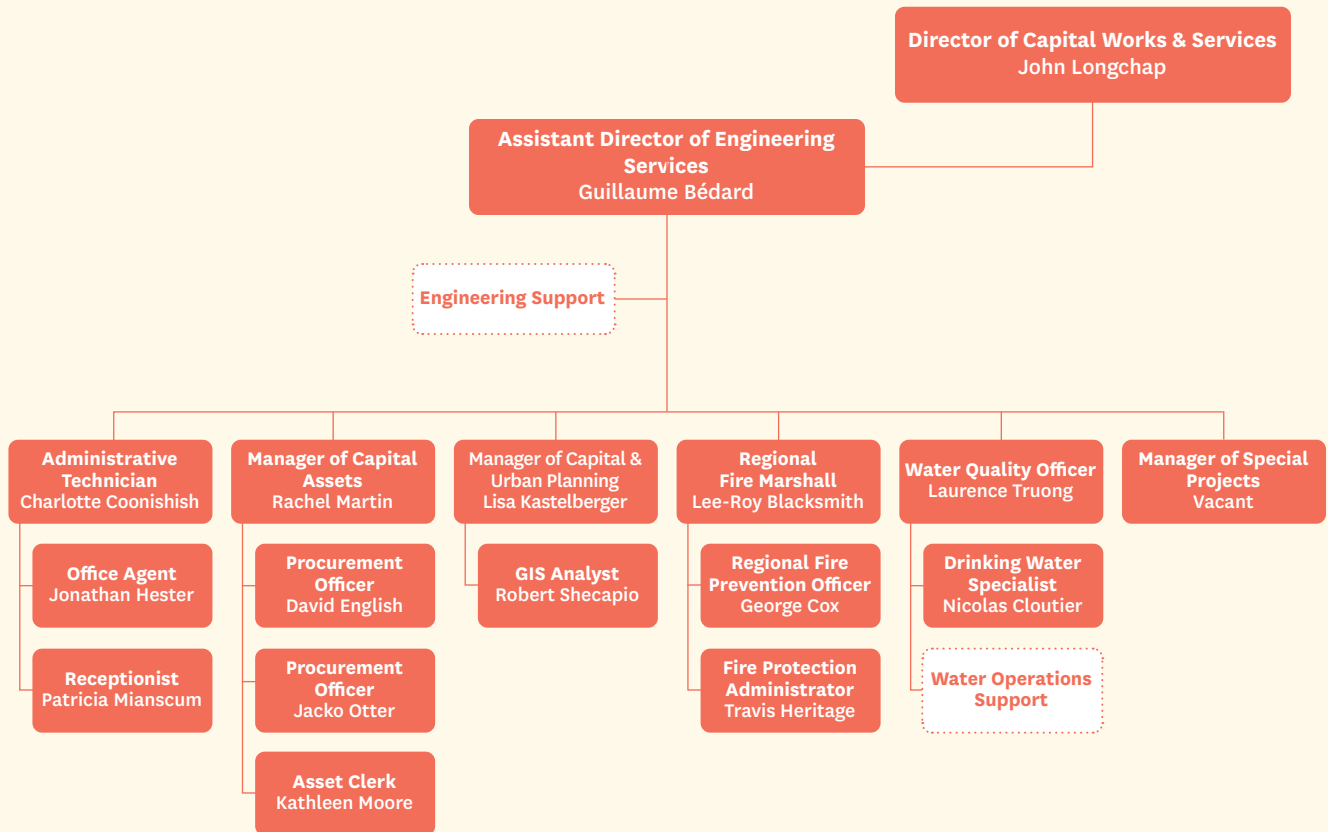 Director of Capital Works & Services
John Longchap
Assistant Director of Engineering
Services
Guillaume Bédard
Engineering Support
Administrative
Technician
Charlotte Coonishish
Office Agent
Jonathan Hester
Receptionist
Patricia Mianscum
Manager of Capital
Assets
Rachel Martin
Procurement
Officer
David English
Procurement
Officer
Jacko Otter
Asset Clerk
Kathleen Moore
Manager of Capital &
Urban Planning
Lisa Kastelberger
GIS Analyst
Robert Shecapio
Regional
Fire Marshall
Lee-Roy Blacksmith
Regional Fire
Prevention Officer
George Cox
Fire Protection
Administrator
Travis Heritage
Water Quality Officer
Laurence Truong
Drinking Water
Specialist
Nicolas Cloutier
Water Operations
Support
Manager of Special
Projects
Vacant